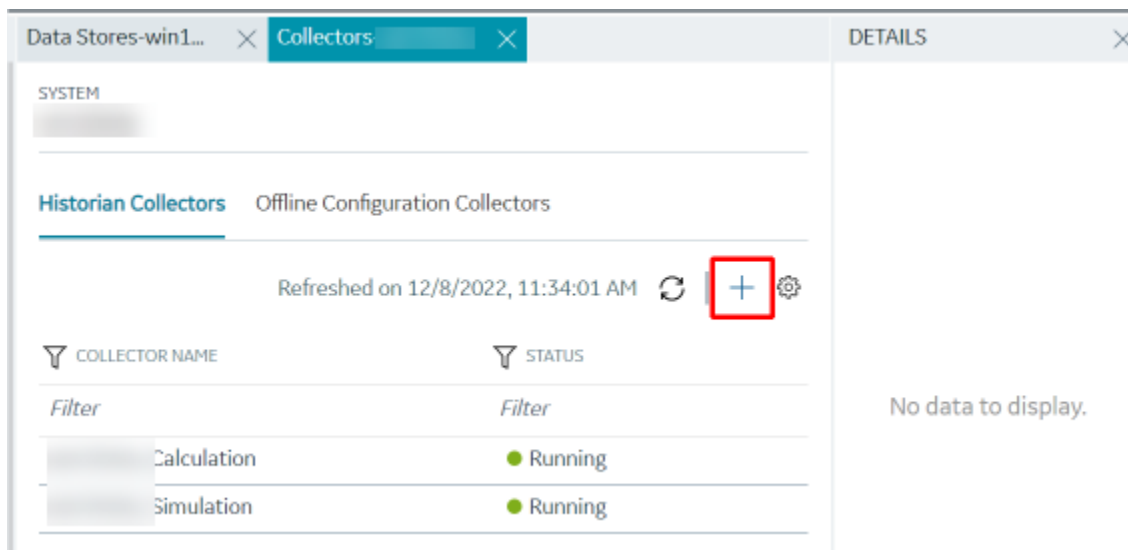 Data Stores-win1...
Collectors
DETAILS
SYSTEM
Historian Collectors
Offline Configuration Collectors
Refreshed on 12/8/2022, 11:34:01 AM
COLLECTOR NAME
STATUS
Filter
Filter
No data to display.
Calculation
Running
Simulation
Running